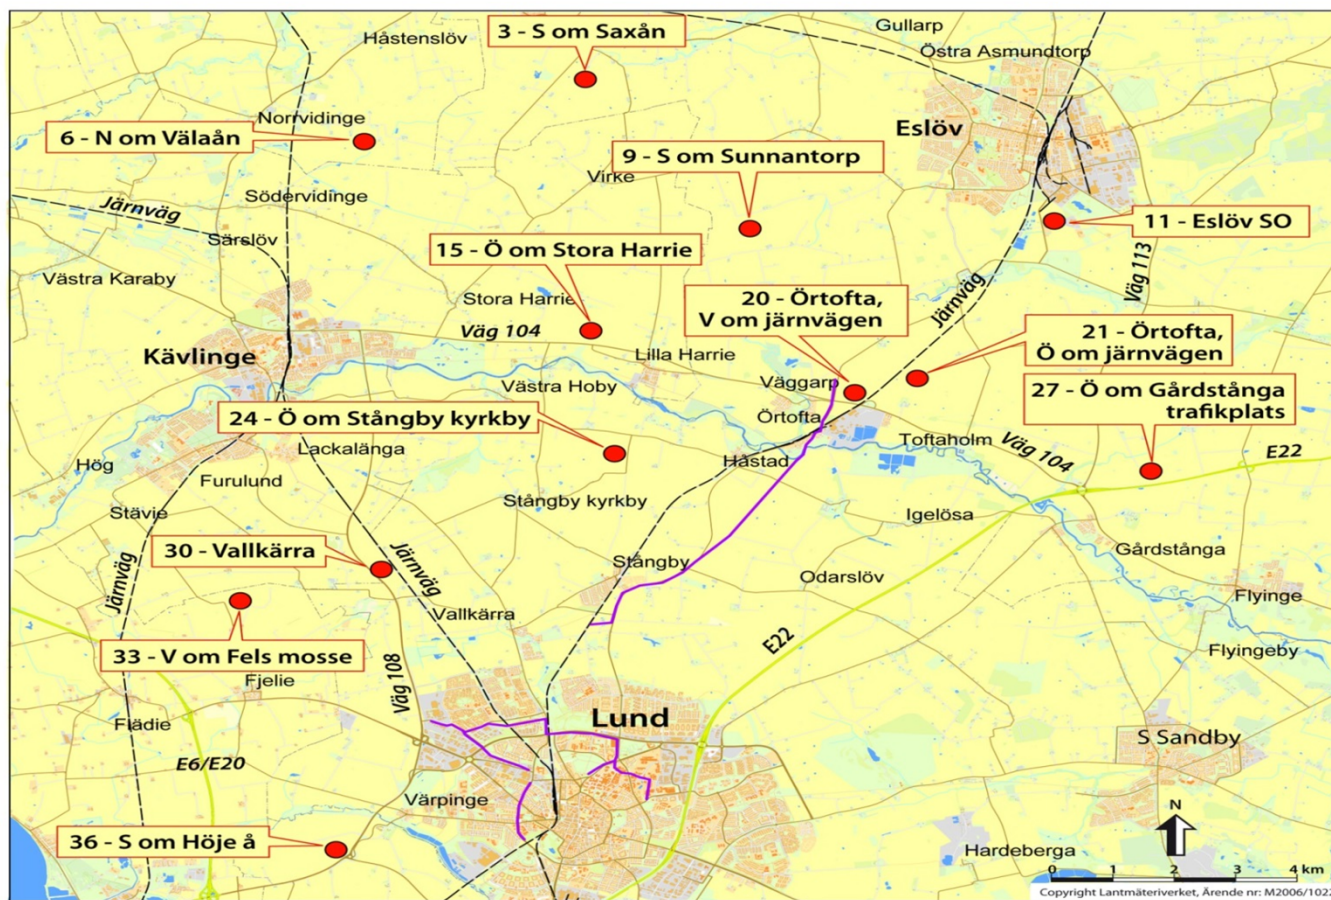 Gullarp
3 - S om Saxån
Håstenslöv
Östra Asmundtorp
Norrvidinge
Eslöv
6 - N om Välaån
9 - S om Sunnantorp
Virke
Södervidinge
Järnväg
11 - Eslöv SO
Särslöv
15 - Ö om Stora Harrie
Västra Karaby
Väg 113
Stora Harrie
20 - Örtofta,
V om järnvägen
Järnväg
Väg 104
21 - Örtofta,
Ö om järnvägen
Kävlinge
Lilla Harrie
Västra Hoby
Väggarp
27 - Ö om Gårdstånga
trafikplats
24 - Ö om Stångby kyrkby
Örtofta
Toftaholm
Väg 104
E22
Lackalänga
Håstad
Hög
Furulund
Stångby kyrkby
Stävie
Igelösa
30 - Vallkärra
Järnväg
Järnväg
Gårdstånga
Stångby
Odarslöv
Flyinge
Vallkärra
E22
Flyingeby
33 - V om Fels mosse
Fjelie
Väg 108
Lund
Flädie
S Sandby
E6/E20
Värpinge
N
36 - S om Höje å
Hardeberga
0 1 2 3 4 km
Copyright Lantmäteriverket, Ärende nr: M2006/1022